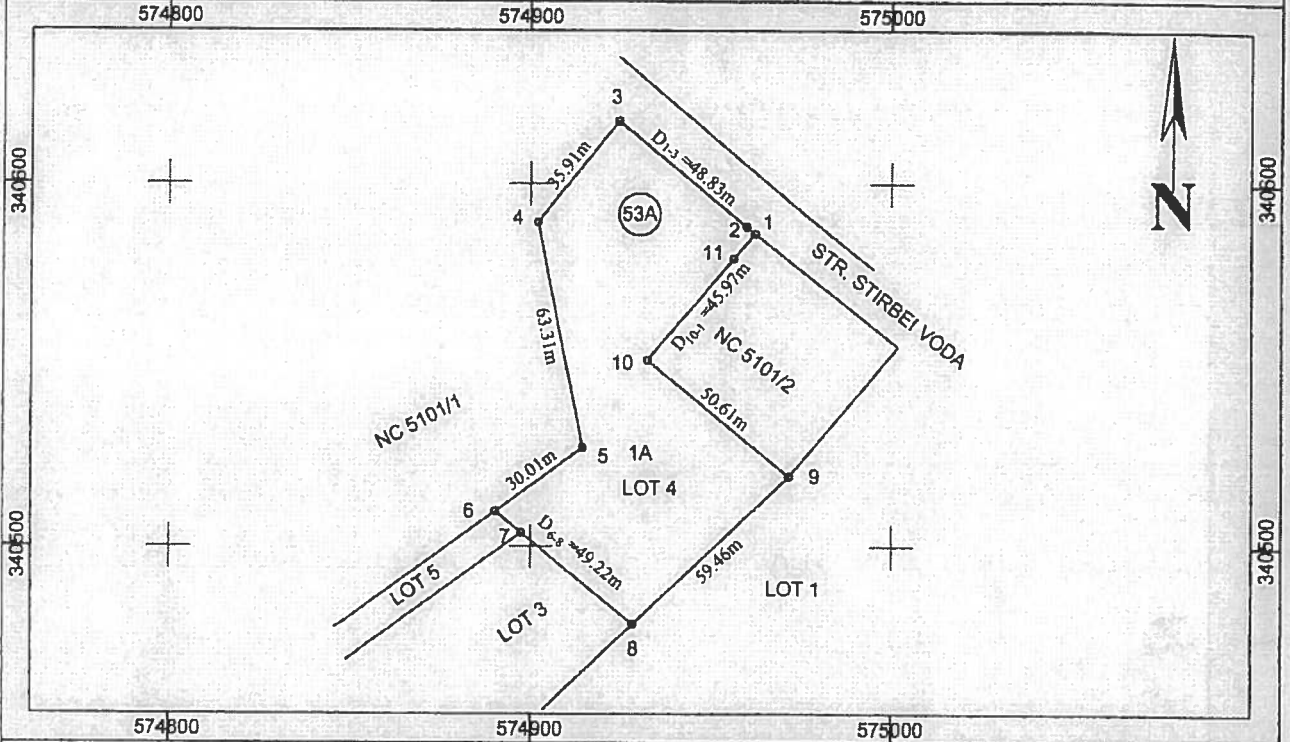 574800
574900
575000
3
D1-3 =48.83m
35.91m
340600
340600
N
4
53A
2
1
11
STR. STIRBEI VODA
D10-1 =45.97m
63.31m
NC 5101/2
10
50.61m
NC 5101/1
5
1A
30.01m
LOT 4
9
6
7
D6-8 =49.22m
340500
340500
59.46m
LOT 5
LOT 1
LOT 3
8
574800
574900
575000